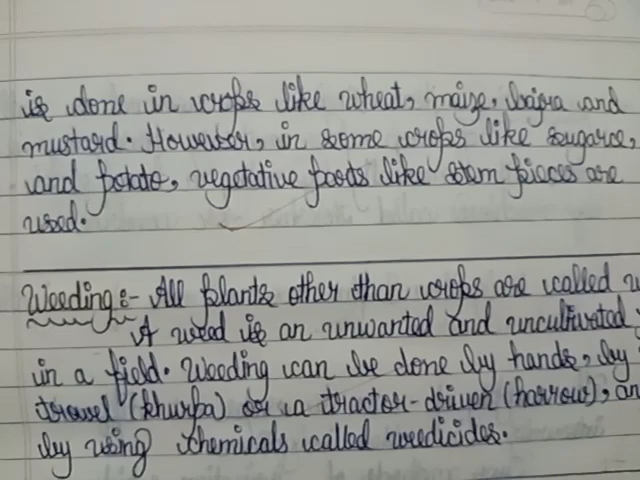 is done in crops like wheat, maize, bajra and
mustard. However, in some crops like sugarce,
and potato, vegetative parts like stem pieces are
used.
Weeding :- All plants other than crops are called
A weed is an unwanted and uncultivated
in a field. Weeding can be done by hands, by
trowel (khurpa) or a tractor-driven (harrow), an
by using chemicals called weedicides.